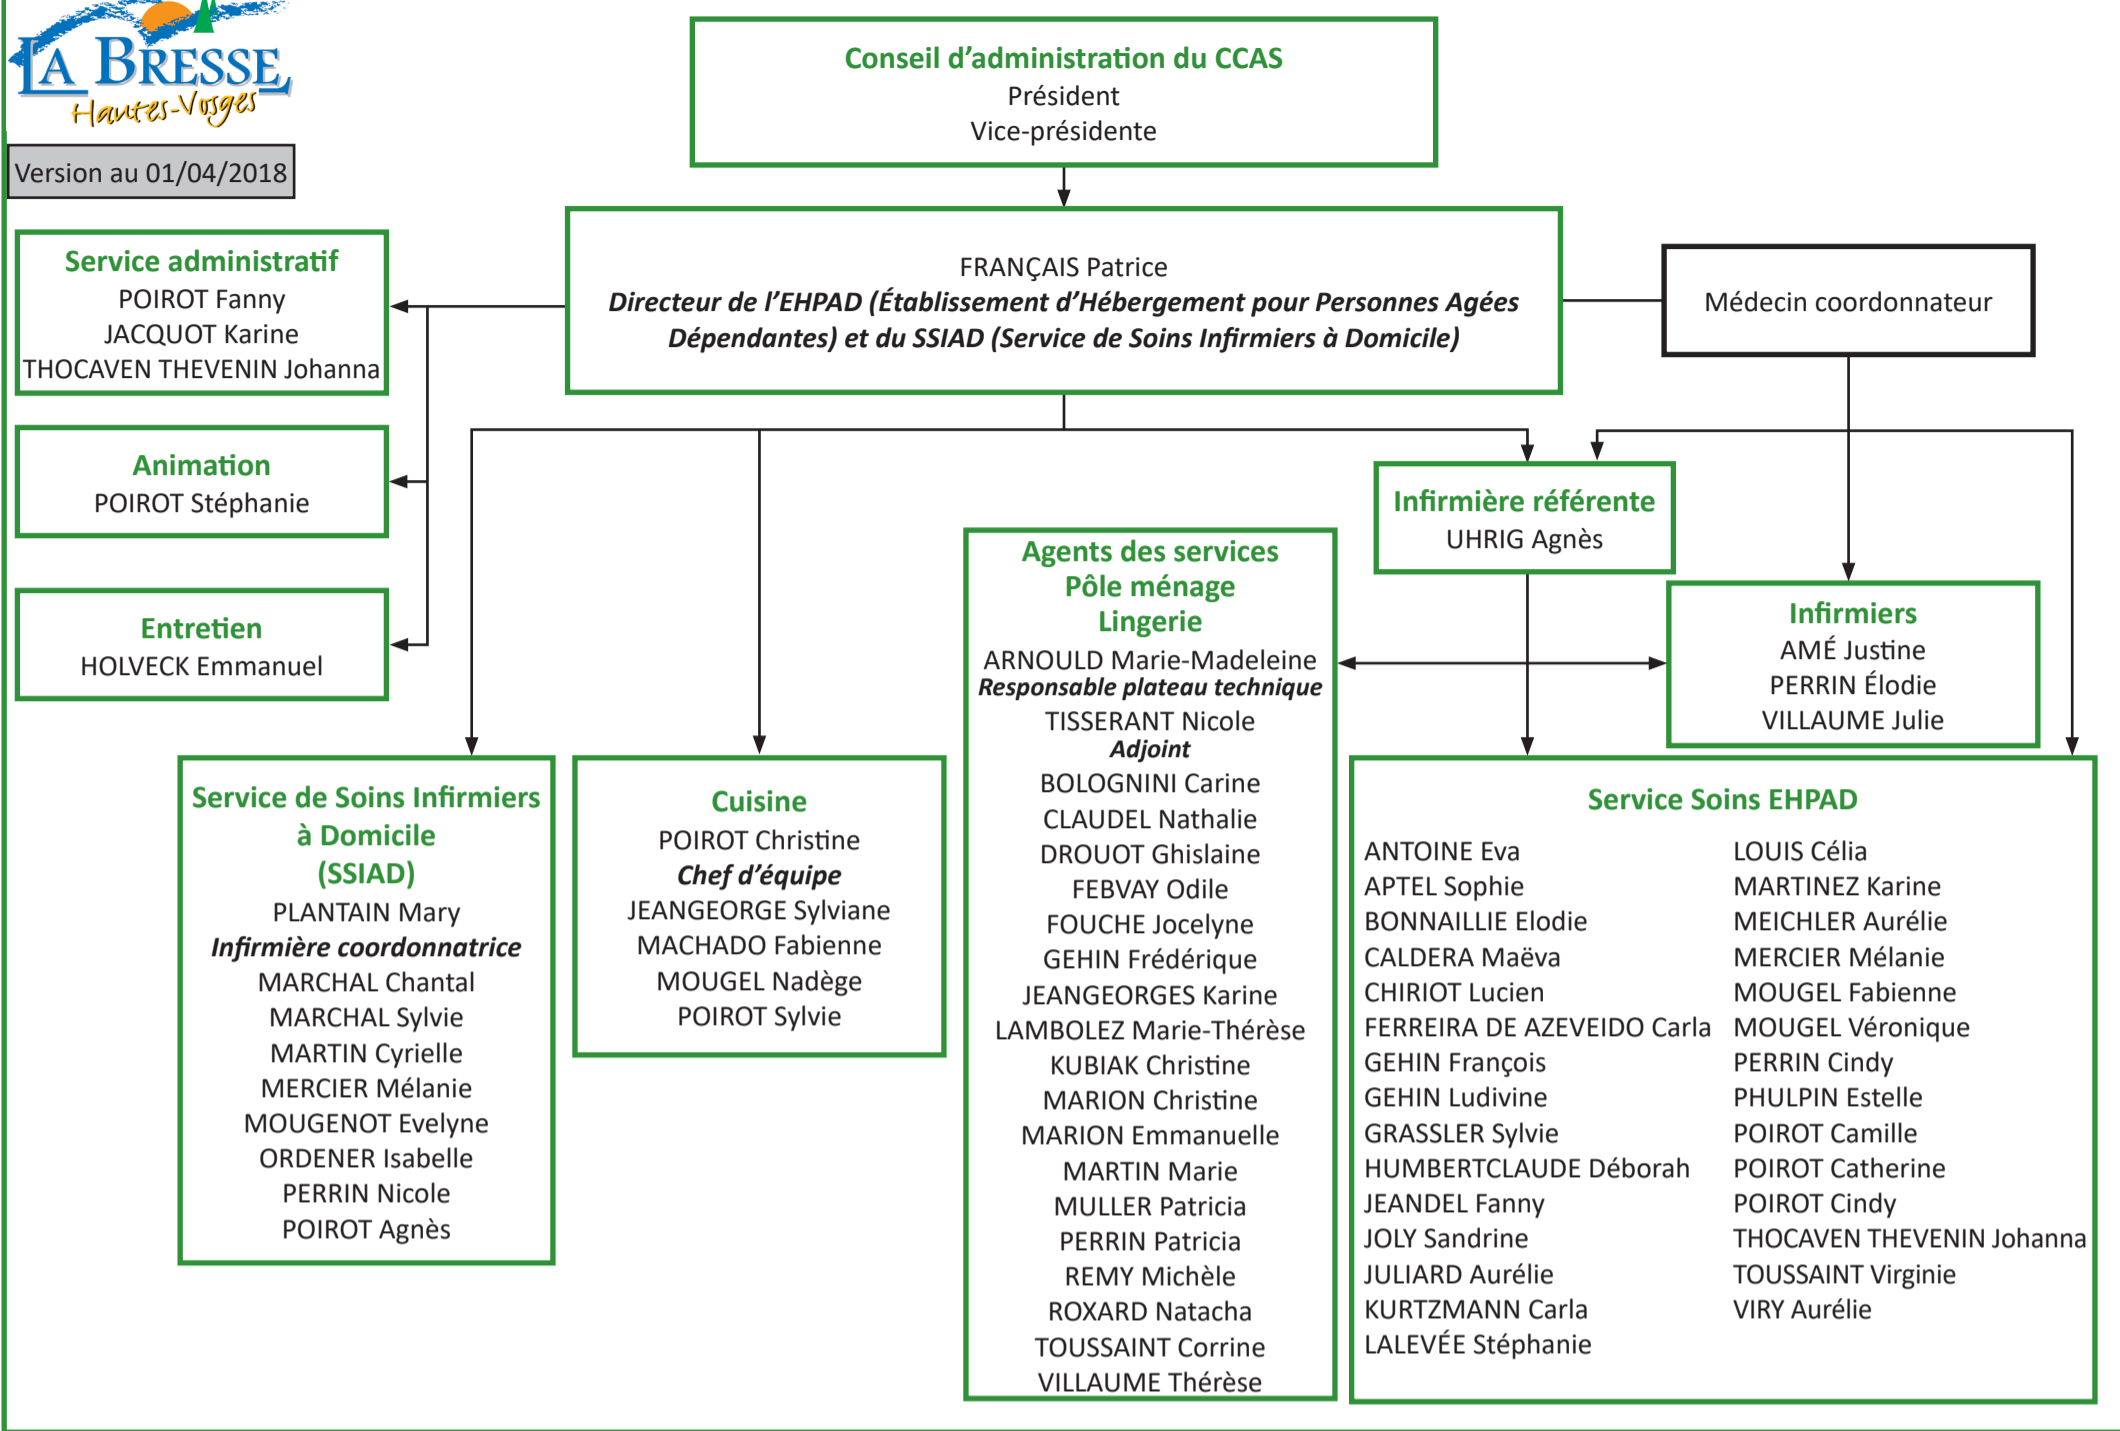 LA BRESSE
Hautes-Vosges
Version au 01/04/2018
Conseil d'administration du CCAS
Président
Vice-présidente
FRANÇAIS Patrice
Directeur de l'EHPAD (Établissement d'Hébergement pour Personnes Agées
Dépendantes) et du SSIAD (Service de Soins Infirmiers à Domicile)
Médecin coordonnateur
Service administratif
POIROT Fanny
JACQUOT Karine
THOCAVEN THEVENIN Johanna
Animation
POIROT Stéphanie
Entretien
HOLVECK Emmanuel
Service de Soins Infirmiers
à Domicile
(SSIAD)
PLANTAIN Mary
Infirmière coordonnatrice
MARCHAL Chantal
MARCHAL Sylvie
MARTIN Cyrielle
MERCIER Mélanie
MOUGENOT Evelyne
ORDENER Isabelle
PERRIN Nicole
POIROT Agnès
Cuisine
POIROT Christine
Chef d'équipe
JEANGEORGE Sylviane
MACHADO Fabienne
MOUGEL Nadège
POIROT Sylvie
Agents des services
Pôle ménage
Lingerie
ARNOULD Marie-Madeleine
Responsable plateau technique
TISSERANT Nicole
Adjoint
BOLOGNINI Carine
CLAUDEL Nathalie
DROUOT Ghislaine
FEBVAY Odile
FOUCHE Jocelyne
GEHIN Frédérique
JEANGEORGES Karine
LAMBOLEZ Marie-Thérèse
KUBIAK Christine
MARION Christine
MARION Emmanuelle
MARTIN Marie
MULLER Patricia
PERRIN Patricia
REMY Michèle
ROXARD Natacha
TOUSSAINT Corrine
VILLAUME Thérèse
Infirmière référente
UHRIG Agnès
Infirmiers
AMÉ Justine
PERRIN Élodie
VILLAUME Julie
Service Soins EHPAD
ANTOINE Eva
APTEL Sophie
BONNAILLIE Elodie
CALDERA Maëva
CHIRIOT Lucien
FERREIRA DE AZEVEIDO Carla
GEHIN François
GEHIN Ludivine
GRASSLER Sylvie
HUMBERTCLAUDE Déborah
JEANDEL Fanny
JOLY Sandrine
JULIARD Aurélie
KURTZMANN Carla
LALEVÉE Stéphanie
LOUIS Célia
MARTINEZ Karine
MEICHLER Aurélie
MERCIER Mélanie
MOUGEL Fabienne
MOUGEL Véronique
PERRIN Cindy
PHULPIN Estelle
POIROT Camille
POIROT Catherine
POIROT Cindy
THOCAVEN THEVENIN Johanna
TOUSSAINT Virginie
VIRY Aurélie